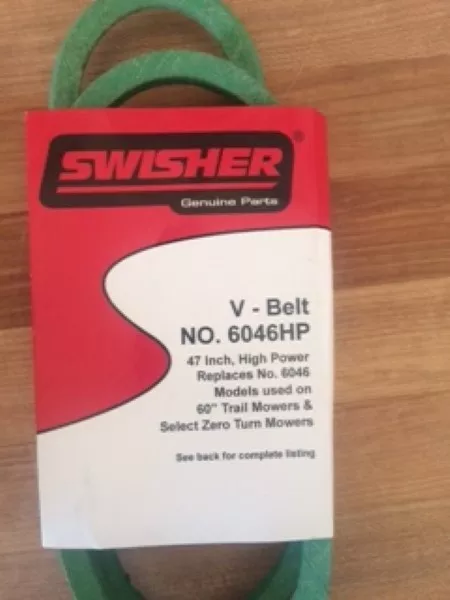 SWISHER
Genuine Parts
V - Belt
NO. 6046HP
47 Inch, High Power
Replaces No. 6046
Models used on
60" Trail Mowers &
Select Zero Turn Mowers
See back for complete listing